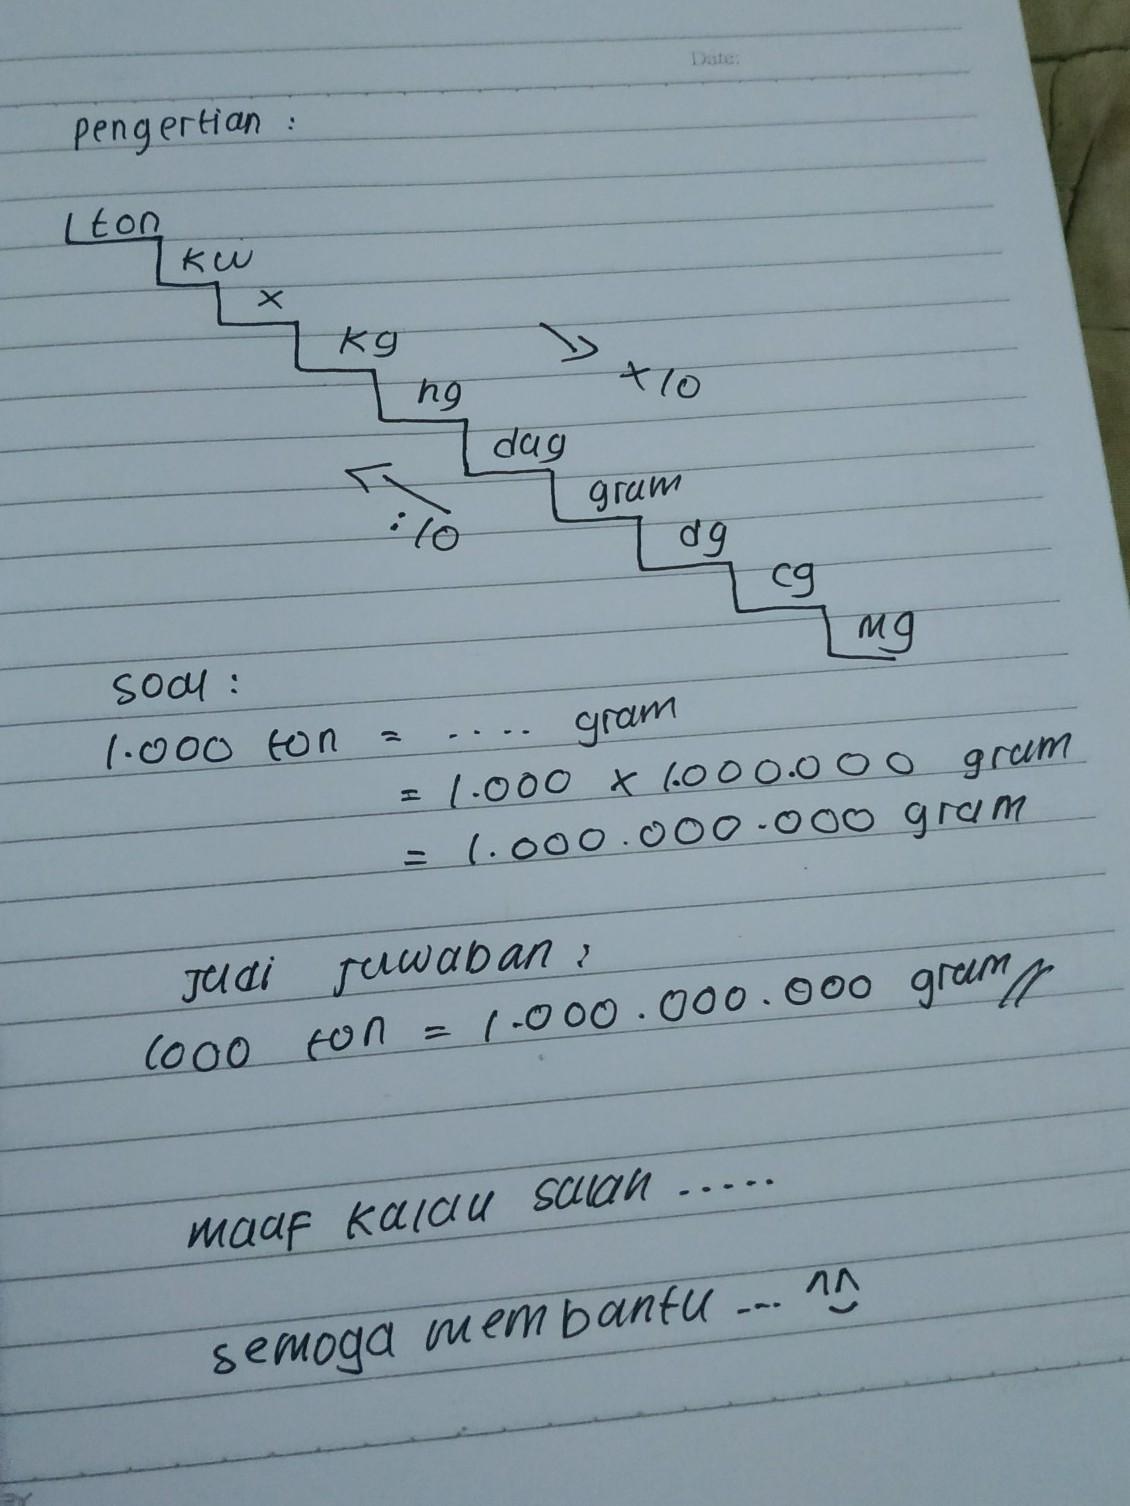 Date:
Pengertian :
1 ton
kw
x
kg
hg
x10
dag
:10
gram
dg
cg
mg
soal :
1.000 ton = .... gram
= 1.000 x 1.000.000 gram
= 1.000.000.000 gram
Jadi jawaban :
1000 ton = 1.000.000.000 gram //
maaf kalau salah .....
semoga membantu ... ^^